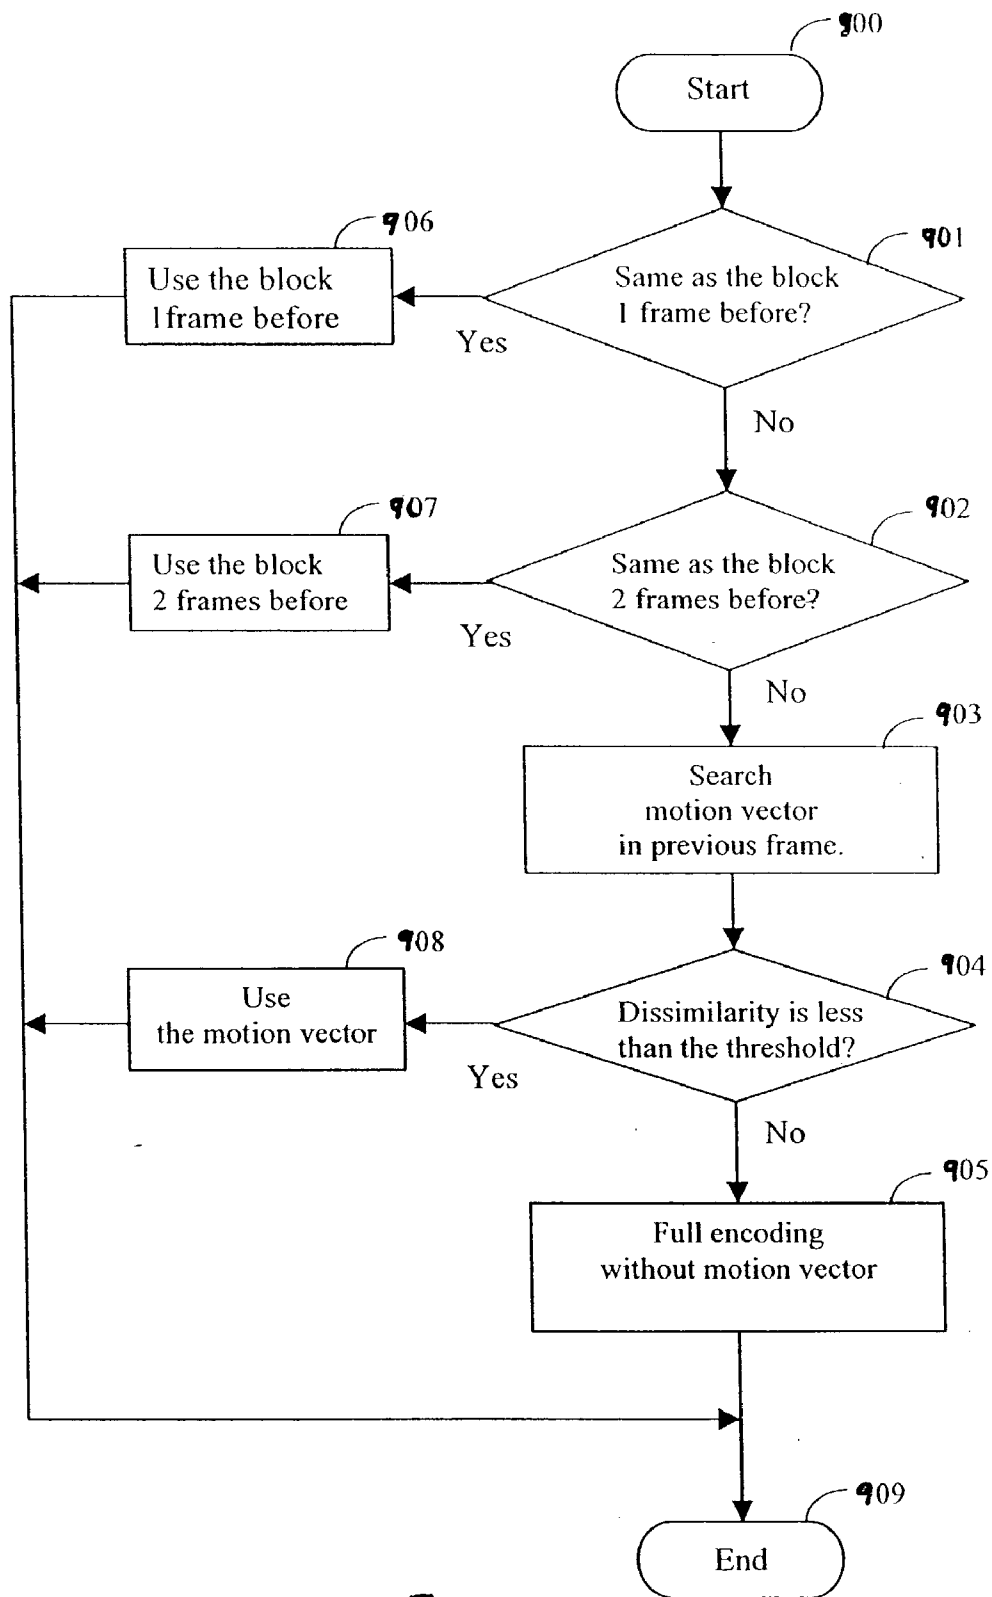 900
Start
901
Same as the block
1 frame before?
906
Use the block
1frame before
Yes
No
902
Same as the block
2 frames before?
907
Use the block
2 frames before
Yes
No
903
Search
motion vector
in previous frame.
904
Dissimilarity is less
than the threshold?
908
Use
the motion vector
Yes
No
905
Full encoding
without motion vector
909
End